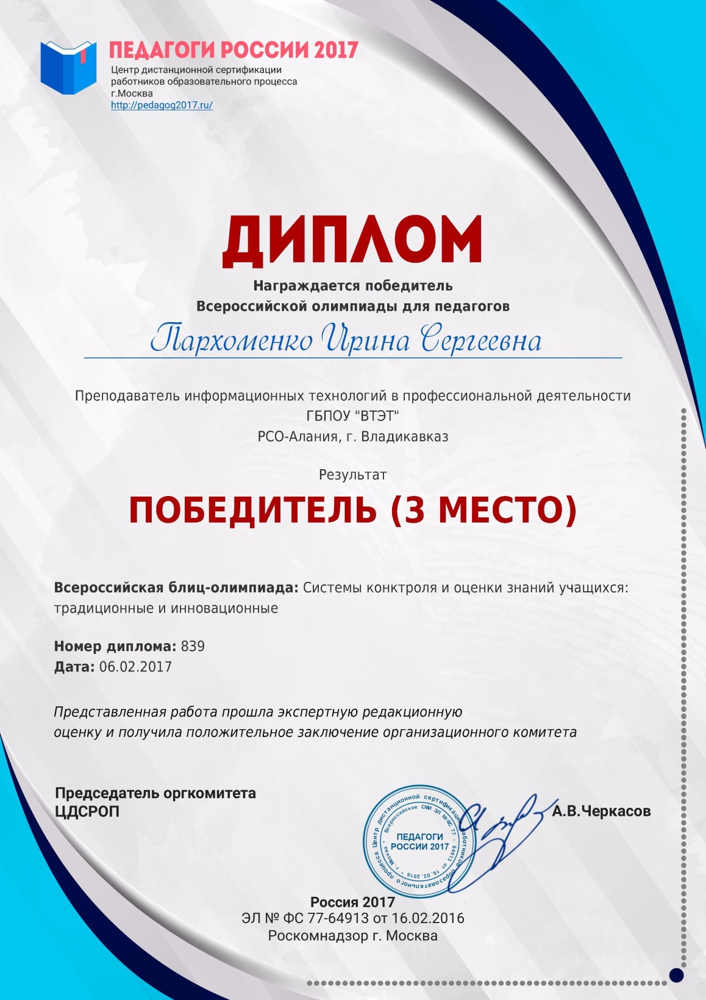 ПЕДАГОГИ РОССИИ 2017
Центр дистанционной сертификации
работников образовательного процесса
г.Москва
http://pedagog2017.ru/
ДИПЛОМ
Награждается победитель
Всероссийской олимпиады для педагогов
Пархоменко Ирина Сергеевна
Преподаватель информационных технологий в профессиональной деятельности
ГБПОУ "ВТЭТ"
РСО-Алания, г. Владикавказ
Результат
ПОБЕДИТЕЛЬ (3 МЕСТО)
Всероссийская блиц-олимпиада: Системы конктроля и оценки знаний учащихся:
традиционные и инновационные
Номер диплома: 839
Дата: 06.02.2017
Представленная работа прошла экспертную редакционную
оценку и получила положительное заключение организационного комитета
Председатель оргкомитета
ЦДСРОП
А.В.Черкасов
Центр дистанционной сертификации работников образовательного процесса
Всероссийское СМИ ЭЛ № ФС 77 - 64913 от 16.02.2016 * г.Москва *
ПЕДАГОГИ
РОССИИ 2017
Россия 2017
ЭЛ № ФС 77-64913 от 16.02.2016
Роскомнадзор г. Москва